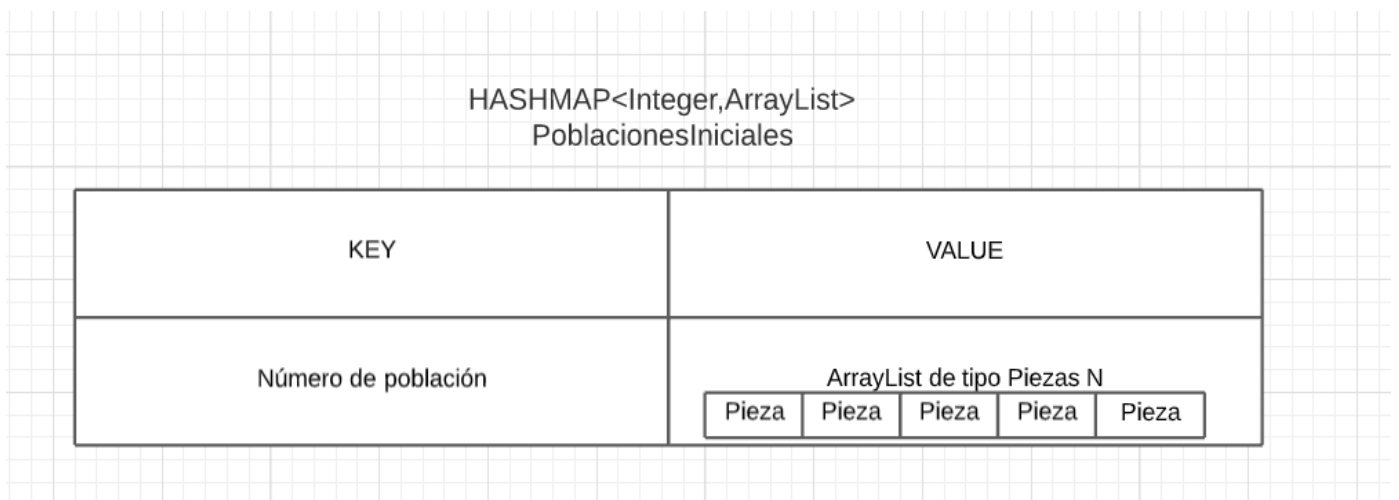 HASHMAP<Integer,ArrayList>
PoblacionesIniciales
KEY
VALUE
Número de población
ArrayList de tipo Piezas N
Pieza
Pieza
Pieza
Pieza
Pieza